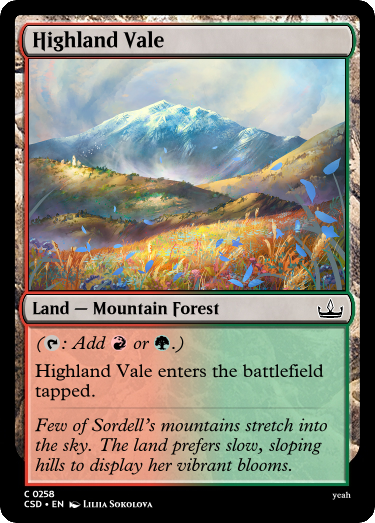 Highland Vale
Land — Mountain Forest
(: Add or .)
Highland Vale enters the battlefield
tapped.
Few of Sordell's mountains stretch into
the sky. The land prefers slow, sloping
hills to display her vibrant blooms.
C 0258
CSD • EN LIIIA SOKOLOVA
yeah